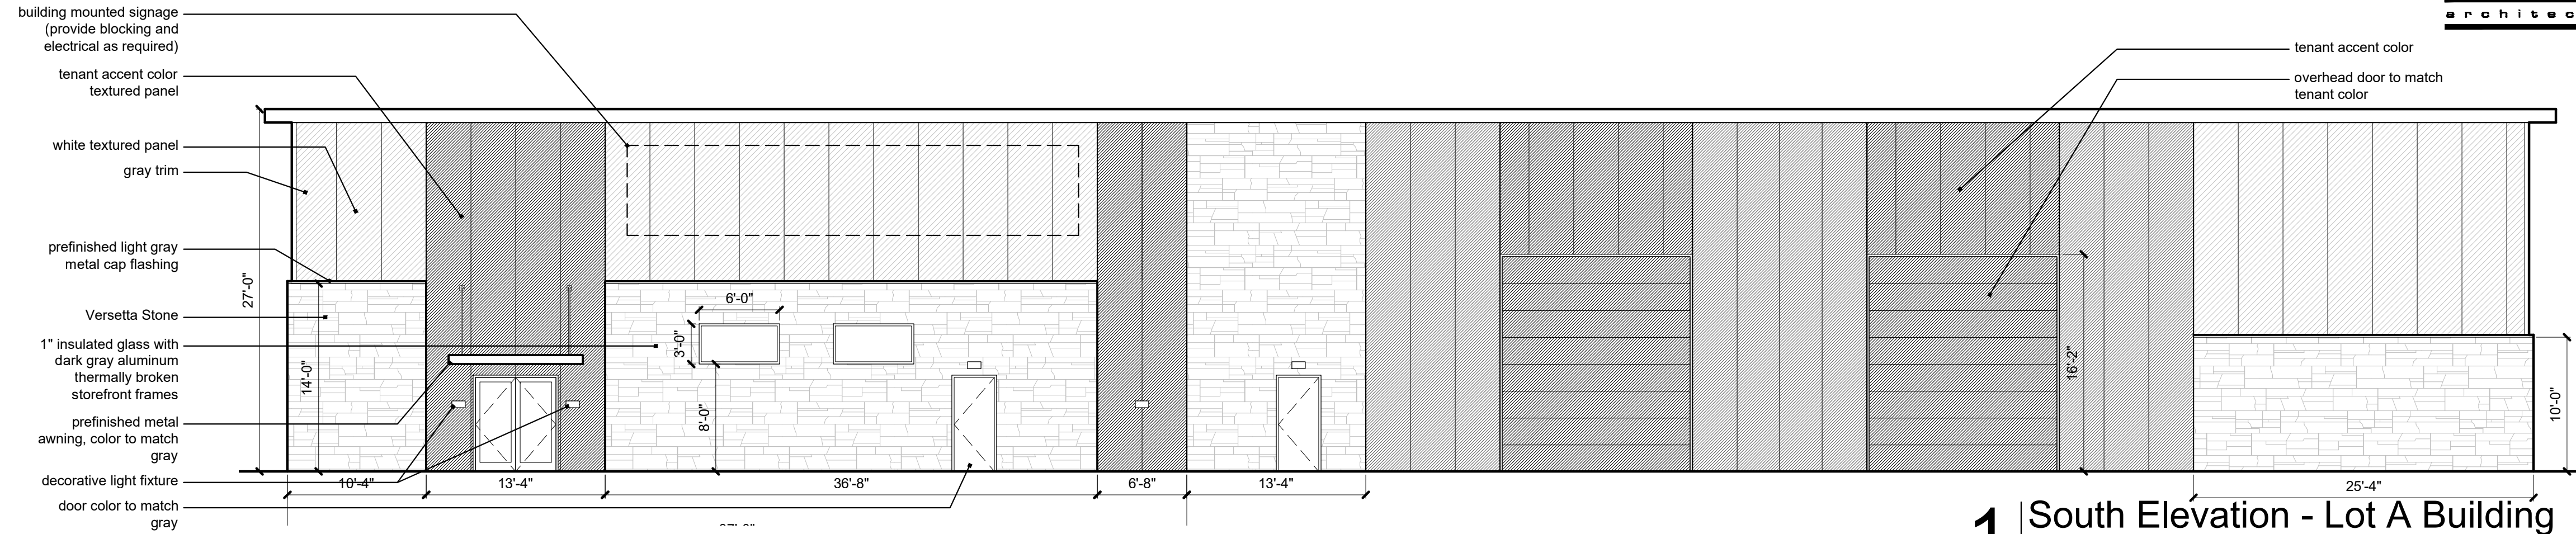 building mounted signage
(provide blocking and
electrical as required)
tenant accent color
textured panel
white textured panel
gray trim
prefinished light gray
metal cap flashing
Versetta Stone
1" insulated glass with
dark gray aluminum
thermally broken
storefront frames
prefinished metal
awning, color to match
gray
decorative light fixture
door color to match
gray
27'-0"
14'-0"
6'-0"
3'-0"
8'-0"
16'-2"
10'-0"
10'-4"
13'-4"
36'-8"
6'-8"
13'-4"
25'-4"
tenant accent color
overhead door to match
tenant color
architec
1
South Elevation - Lot A Building